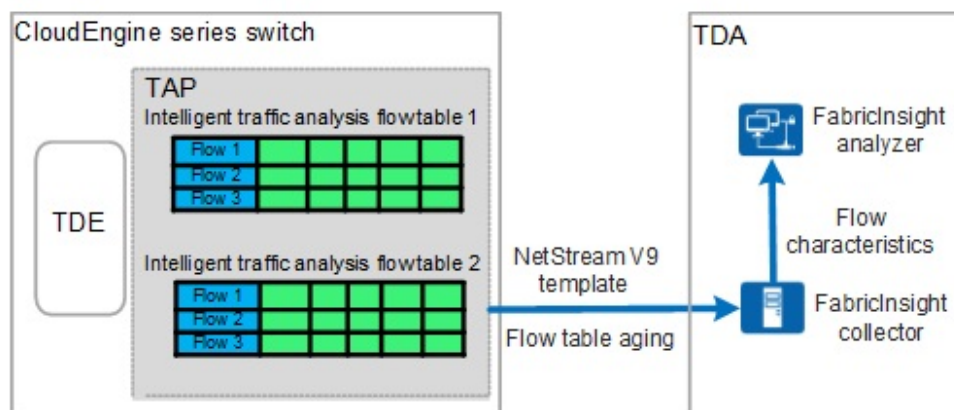 CloudEngine series switch
TAP
Intelligent traffic analysis flowtable 1
Flow 1
Flow 2
Flow 3
TDE
Intelligent traffic analysis flowtable 2
Flow 1
Flow 2
Flow 3
NetStream V9
template
Flow table aging
TDA
FabricInsight
analyzer
Flow
characteristics
FabricInsight
collector